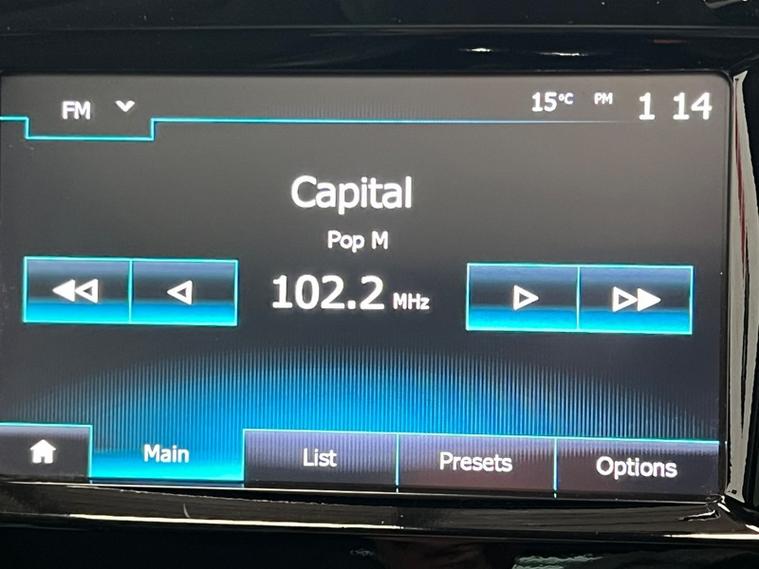 FM 15°C PM 1 14
Capital
Pop M
102.2 MHz
Main List Presets Options